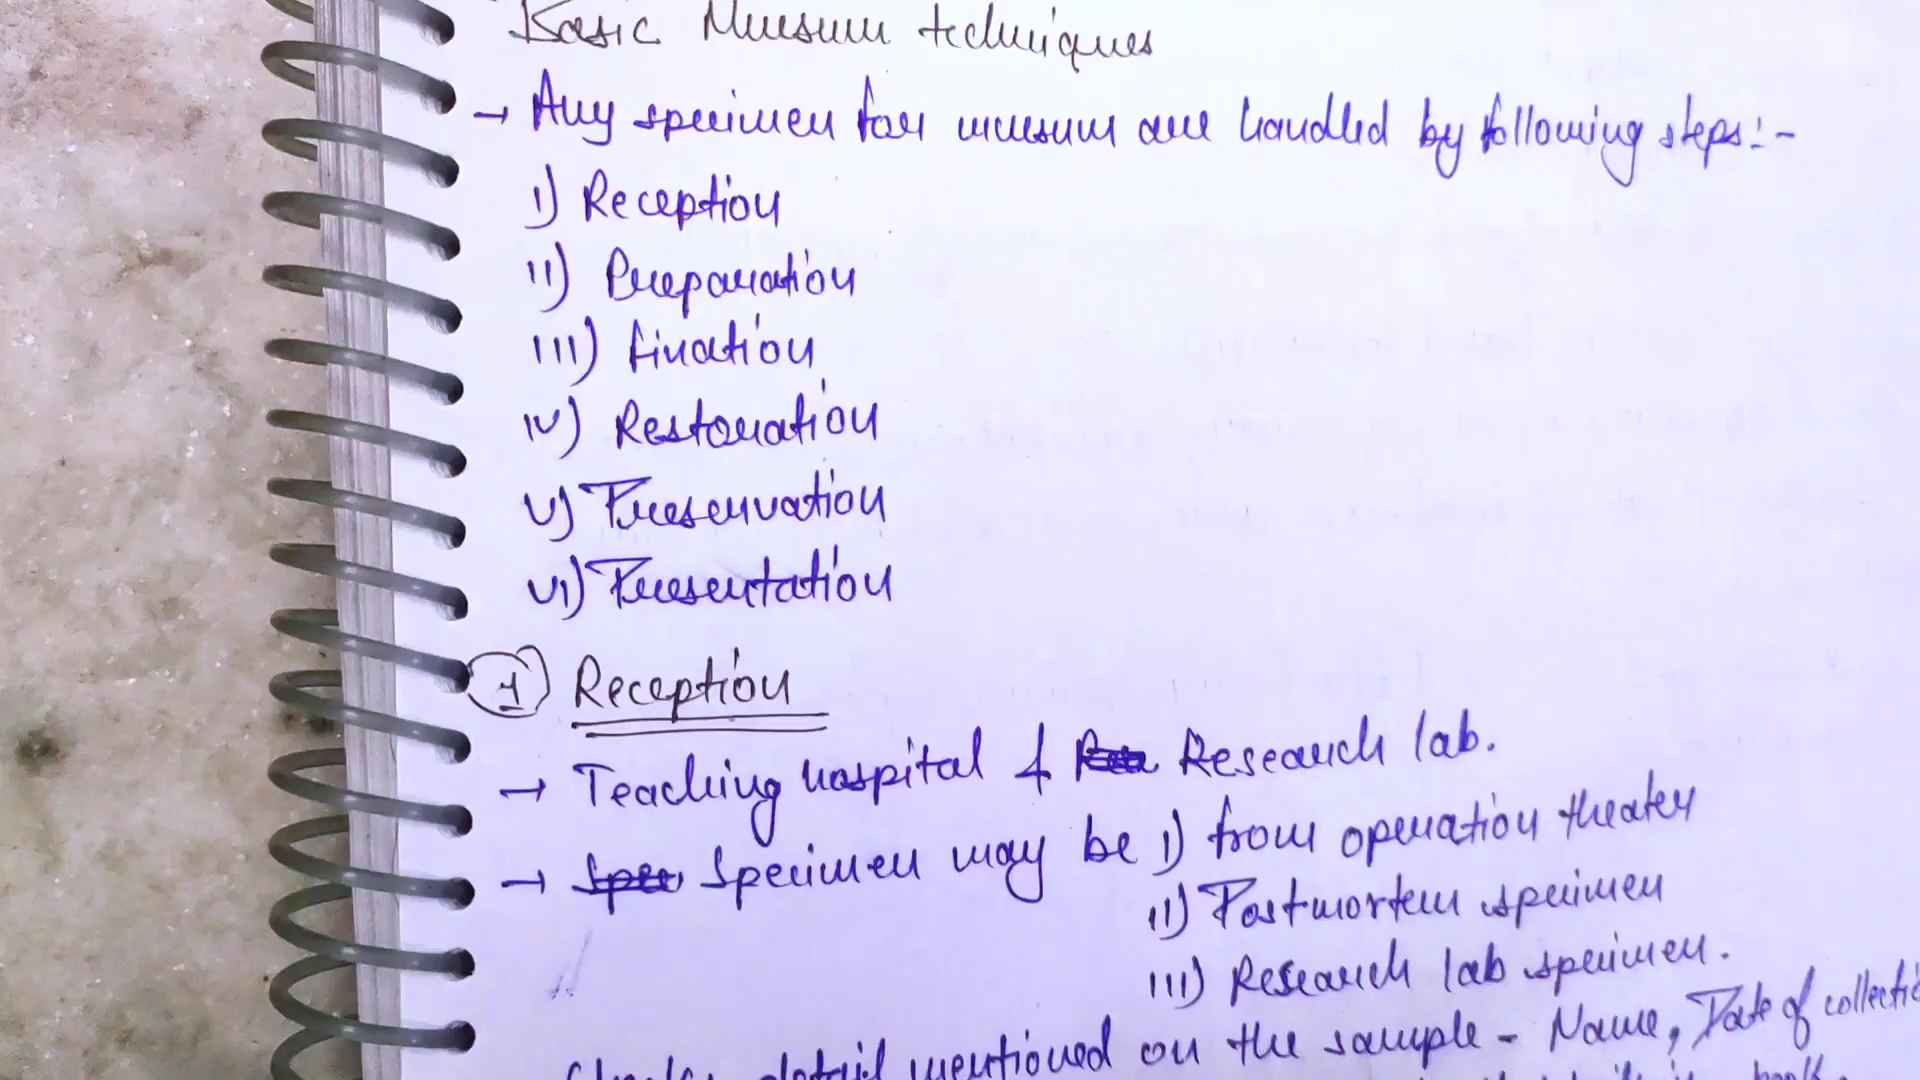 Basic Museum techniques
→ Any specimen for museum are handled by following steps:-
i) Reception
ii) Preparation
iii) fixation
iv) Restoration
v) Preservation
vi) Presentation
1 Reception
→ Teaching hospital & Research lab.
→ specimen may be i) from operation theater
ii) Postmortem specimen
iii) Research lab specimen.
detail mentioned on the sample - Name, Date of collectio